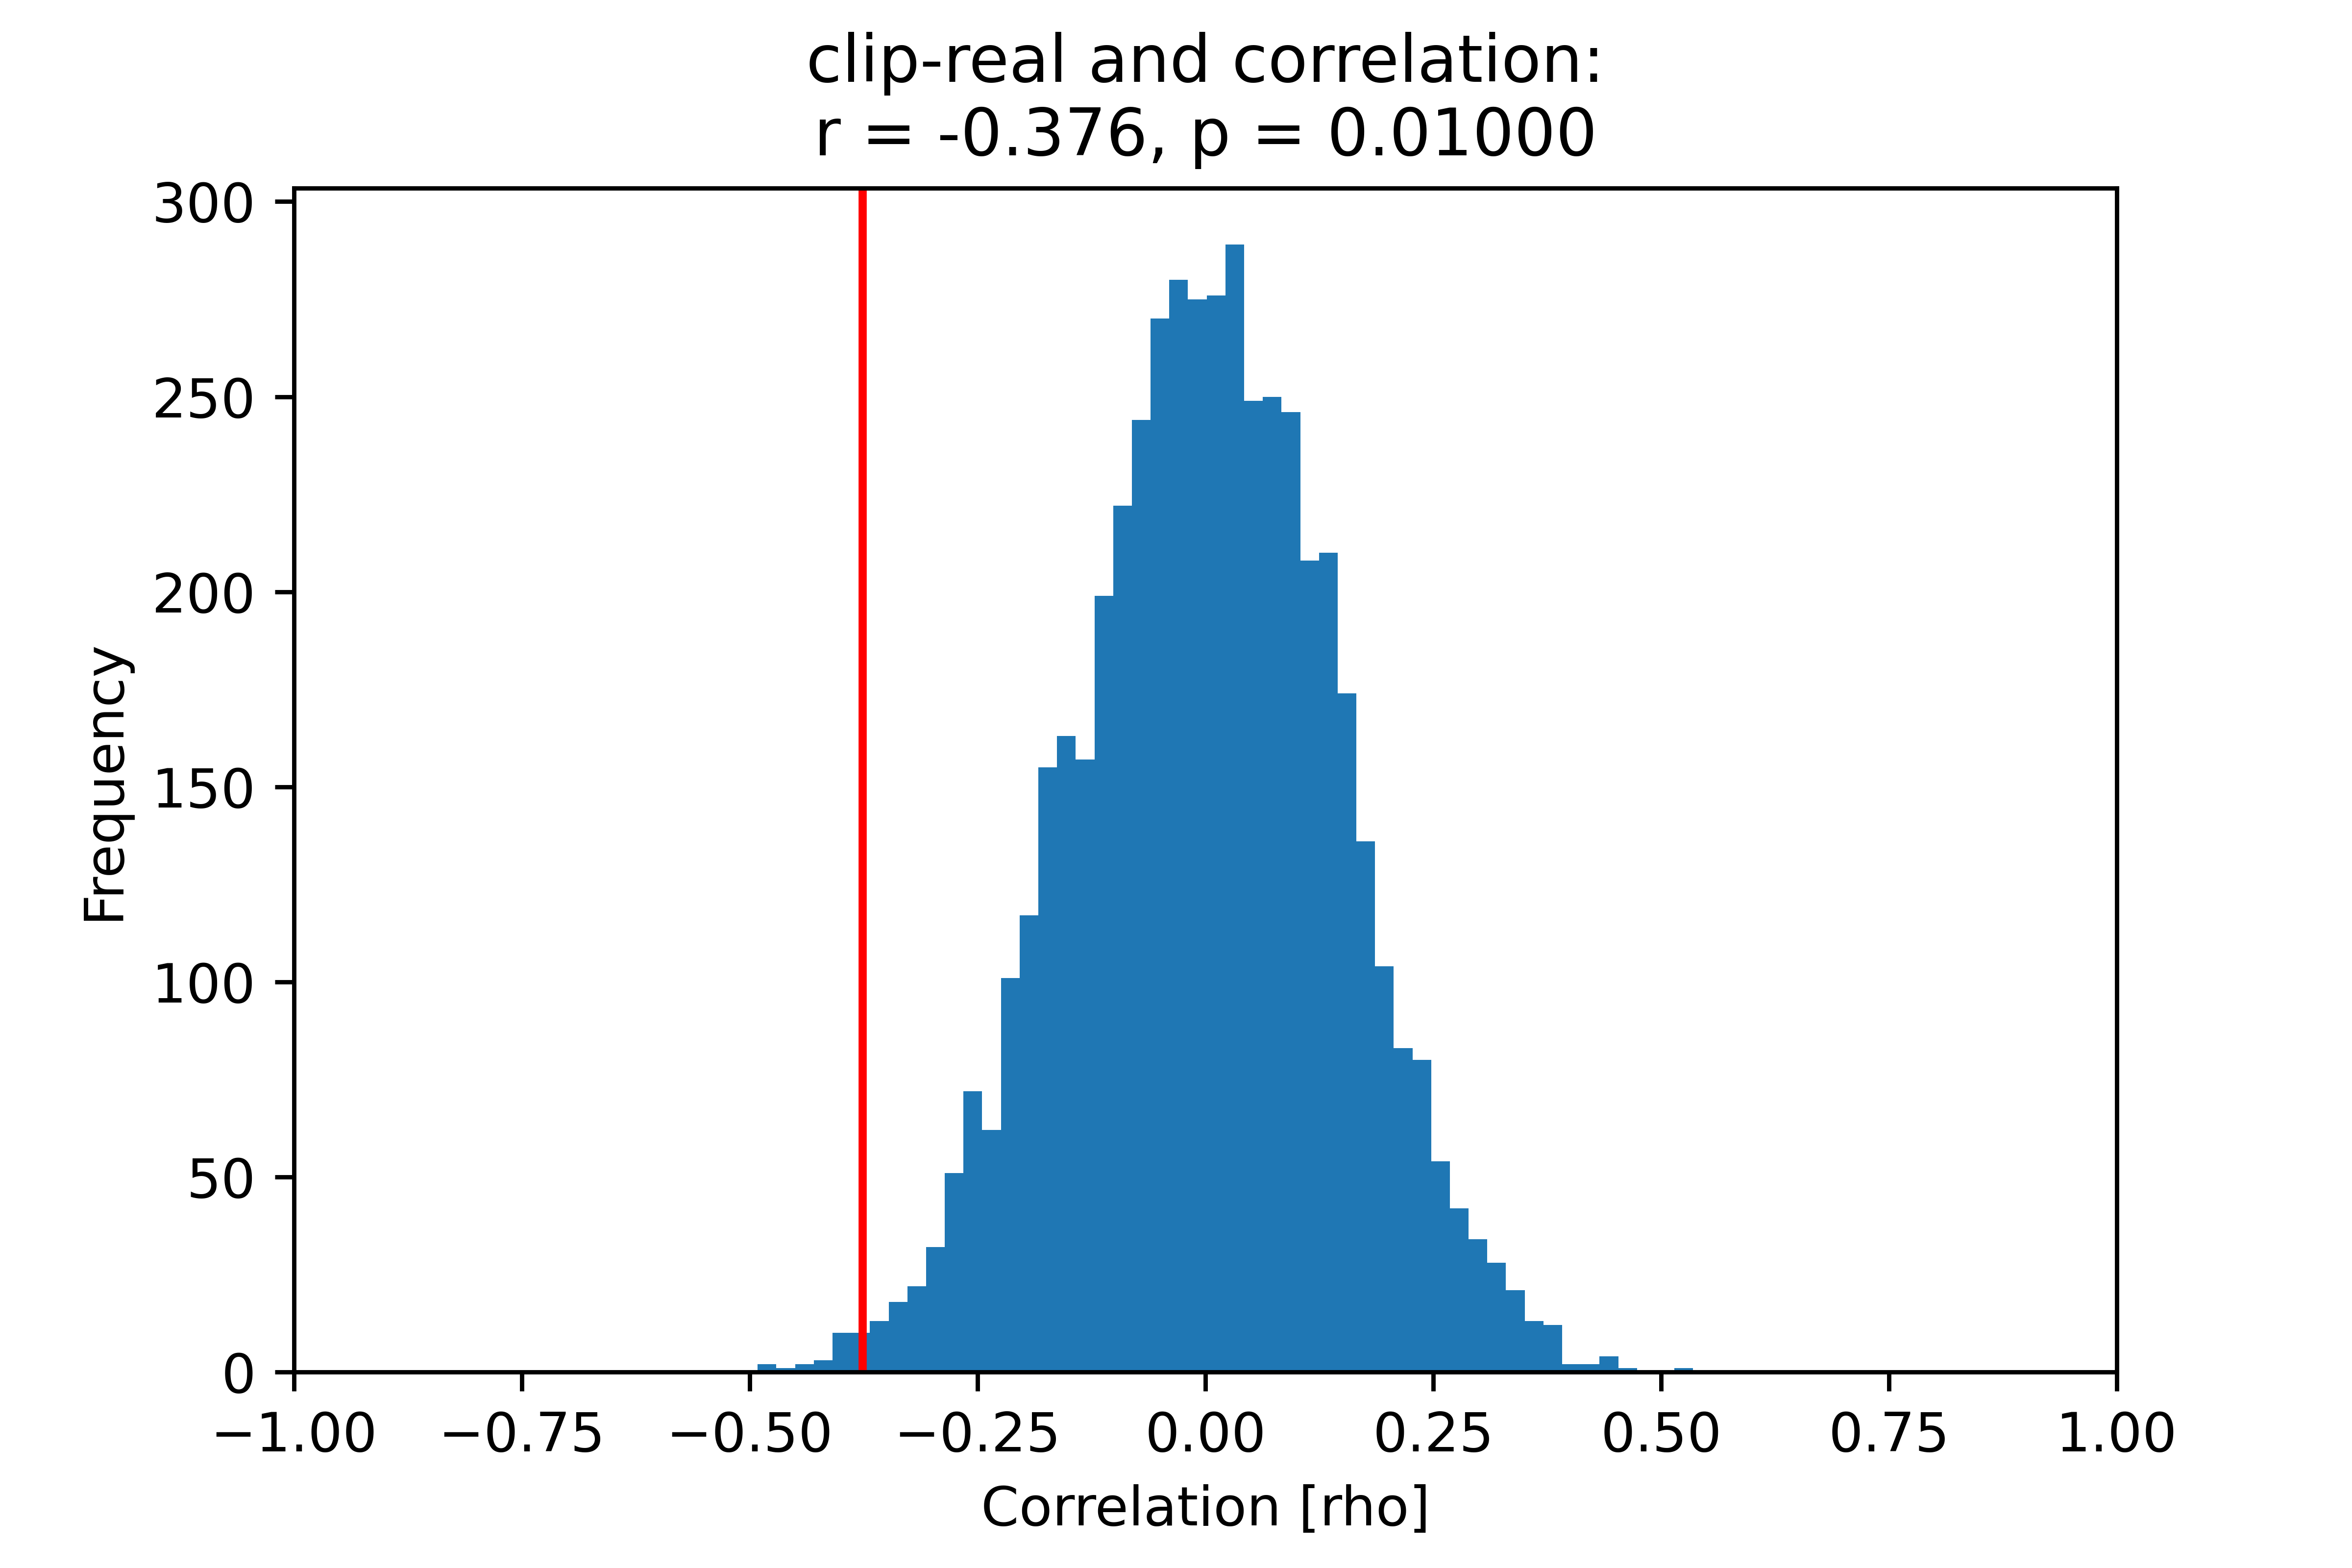 clip-real and correlation:
r = -0.376, p = 0.01000
300
250
200
150
100
50
0
Frequency
−1.00 −0.75 −0.50 −0.25 0.00 0.25 0.50 0.75 1.00
Correlation [rho]